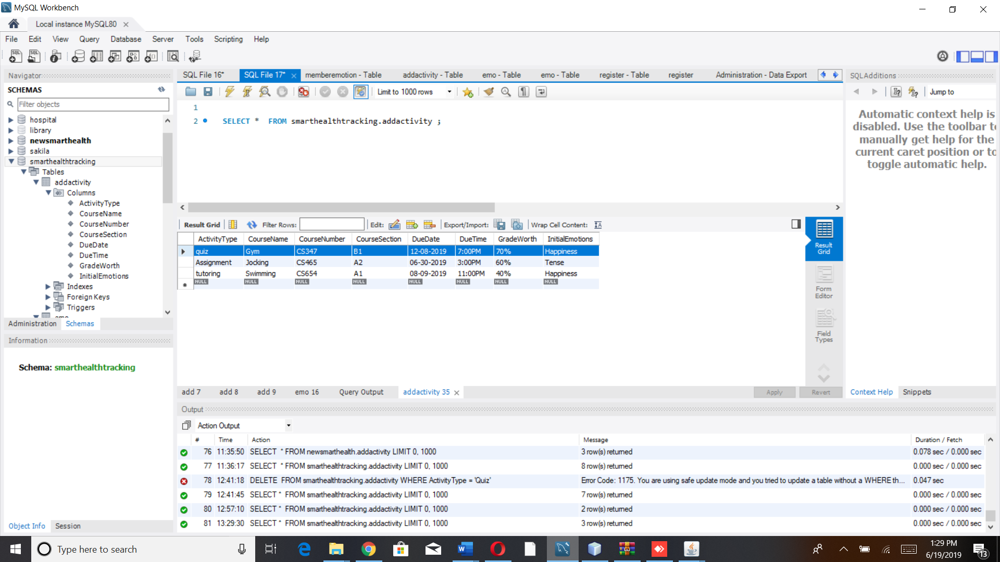 MySQL Workbench
Local instance MySQL80
File Edit View Query Database Server Tools Scripting Help
Navigator
SCHEMAS
Filter objects
hospital
library
newsmarthealth
sakila
smarthealthtracking
Tables
addactivity
Columns
ActivityType
CourseName
CourseNumber
CourseSection
DueDate
DueTime
GradeWorth
InitialEmotions
Indexes
Foreign Keys
Triggers
Administration Schemas
Information
Schema: smarthealthtracking
Object Info Session
SQL File 16* SQL File 17* memberemotion - Table addactivity - Table emo - Table emo - Table register - Table register Administration - Data Export
Limit to 1000 rows
1
2 SELECT * FROM smarthealthtracking.addactivity ;
Result Grid Filter Rows: Edit: Export/Import: Wrap Cell Content:
ActivityType CourseName CourseNumber CourseSection DueDate DueTime GradeWorth InitialEmotions
quiz Gym CS347 B1 12-08-2019 7:00PM 70% Happiness
Assignment Jocking CS465 A2 06-30-2019 3:00PM 60% Tense
tutoring Swimming CS654 A1 08-09-2019 11:00PM 40% Happiness
NULL NULL NULL NULL NULL NULL NULL NULL
Result
Grid
Form
Editor
Field
Types
add 7 add 8 add 9 emo 16 Query Output addactivity 35 Apply Revert
SQLAdditions
Jump to
Automatic context help is
disabled. Use the toolbar to
manually get help for the
current caret position or to
toggle automatic help.
Context Help Snippets
Output
Action Output
# Time Action Message Duration / Fetch
76 11:35:50 SELECT * FROM newsmarthealth.addactivity LIMIT 0, 1000 3 row(s) returned 0.078 sec / 0.000 sec
77 11:36:17 SELECT * FROM smarthealthtracking.addactivity LIMIT 0, 1000 8 row(s) returned 0.000 sec / 0.000 sec
78 12:41:18 DELETE FROM smarthealthtracking.addactivity WHERE ActivityType = 'Quiz' Error Code: 1175. You are using safe update mode and you tried to update a table without a WHERE th... 0.047 sec
79 12:41:45 SELECT * FROM smarthealthtracking.addactivity LIMIT 0, 1000 7 row(s) returned 0.000 sec / 0.000 sec
80 12:57:10 SELECT * FROM smarthealthtracking.addactivity LIMIT 0, 1000 2 row(s) returned 0.000 sec / 0.000 sec
81 13:29:30 SELECT * FROM smarthealthtracking.addactivity LIMIT 0, 1000 3 row(s) returned 0.000 sec / 0.000 sec
Type here to search
1:29 PM
6/19/2019
13